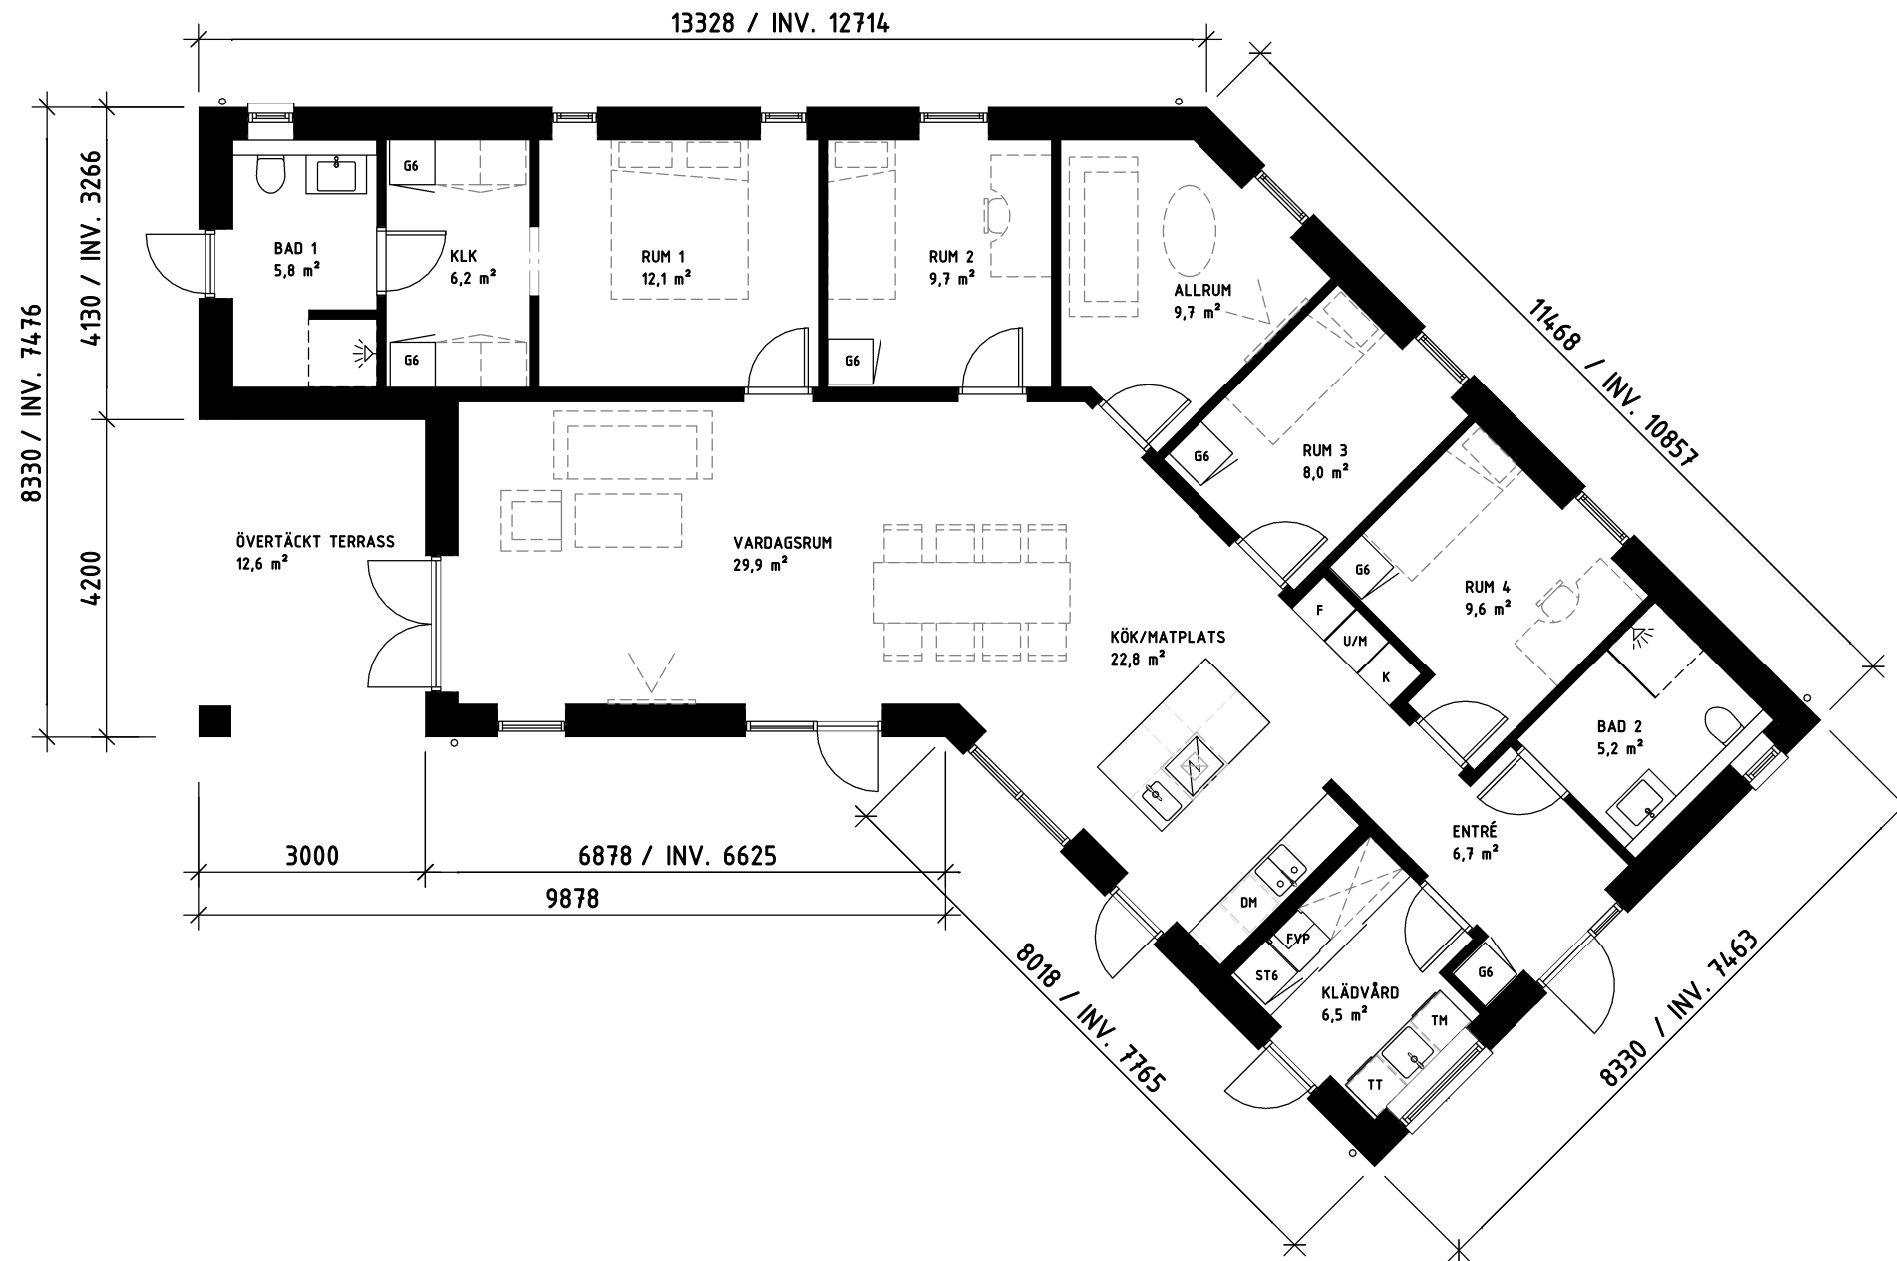 13328 / INV. 12714
8330 / INV. 7476
4130 / INV. 3266
4200
11468 / INV. 10857
G6
BAD 1
5,8 m²
KLK
6,2 m²
G6
RUM 1
12,1 m²
RUM 2
9,7 m²
G6
ALLRUM
9,7 m²
G6
RUM 3
8,0 m²
ÖVERTÄCKT TERRASS
12,6 m²
VARDAGSRUM
29,9 m²
G6
RUM 4
9,6 m²
F
U/M
K
KÖK/MATPLATS
22,8 m²
BAD 2
5,2 m²
ENTRÉ
6,7 m²
DM
FVP
ST6
G6
KLÄDVÅRD
6,5 m²
TM
TT
3000
6878 / INV. 6625
9878
8018 / INV. 7765
8330 / INV. 7463